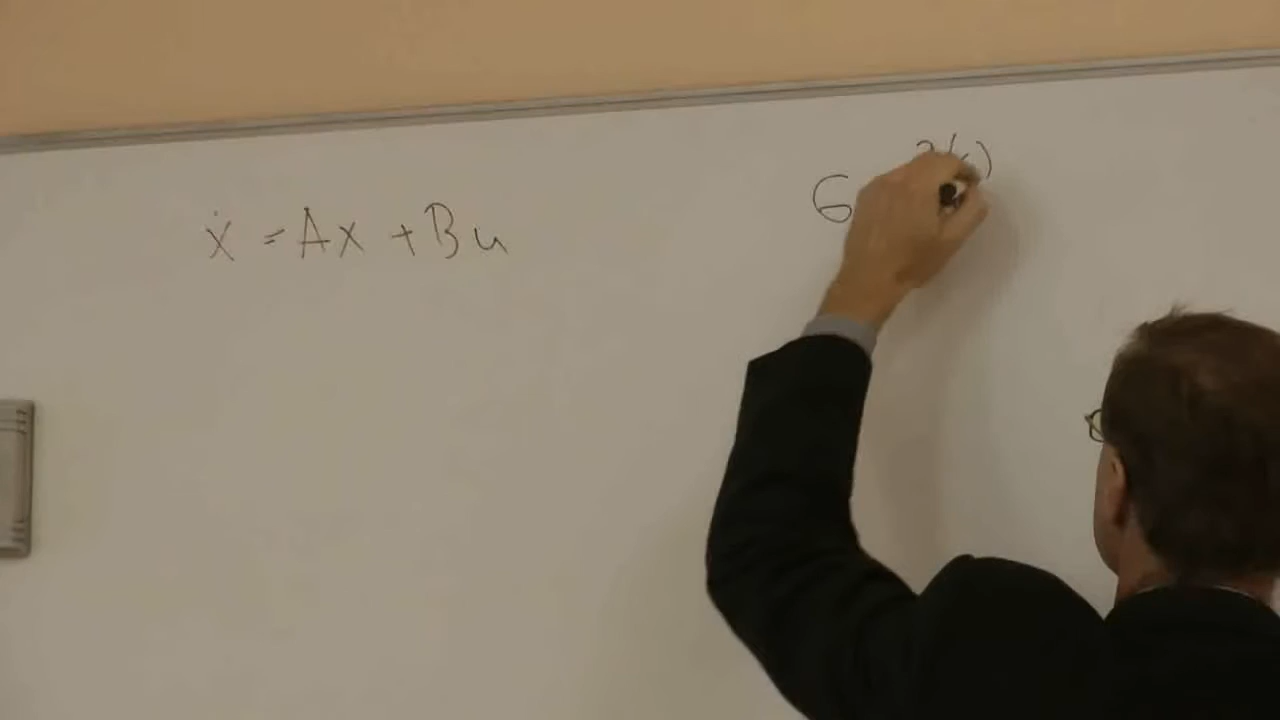 ẋ = Ax + Bu
G